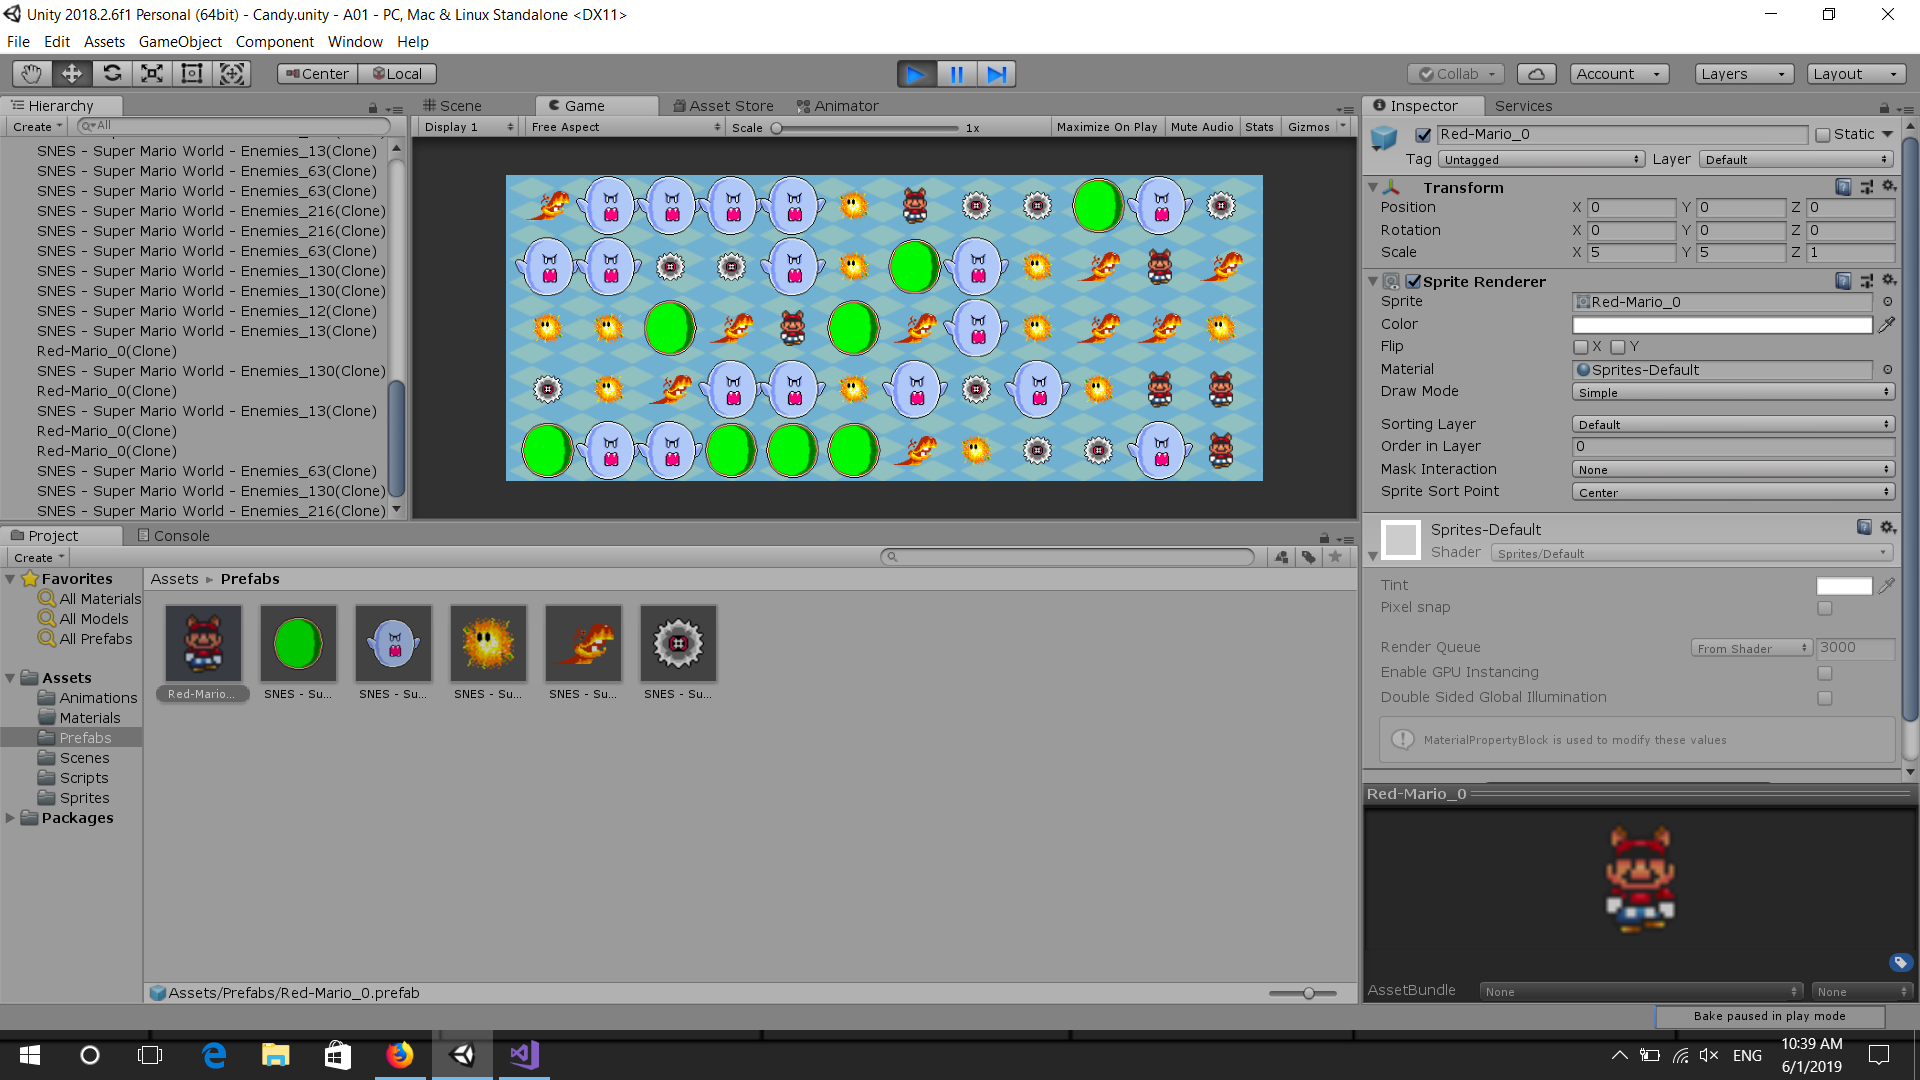 Unity 2018.2.6f1 Personal (64bit) - Candy.unity - A01 - PC, Mac & Linux Standalone <DX11>
File Edit Assets GameObject Component Window Help
Center Local
Collab Account Layers Layout
Hierarchy
Create All
SNES - Super Mario World - Enemies_13(Clone)
SNES - Super Mario World - Enemies_63(Clone)
SNES - Super Mario World - Enemies_63(Clone)
SNES - Super Mario World - Enemies_216(Clone)
SNES - Super Mario World - Enemies_216(Clone)
SNES - Super Mario World - Enemies_63(Clone)
SNES - Super Mario World - Enemies_130(Clone)
SNES - Super Mario World - Enemies_130(Clone)
SNES - Super Mario World - Enemies_12(Clone)
SNES - Super Mario World - Enemies_13(Clone)
Red-Mario_0(Clone)
SNES - Super Mario World - Enemies_130(Clone)
Red-Mario_0(Clone)
SNES - Super Mario World - Enemies_13(Clone)
Red-Mario_0(Clone)
Red-Mario_0(Clone)
SNES - Super Mario World - Enemies_63(Clone)
SNES - Super Mario World - Enemies_130(Clone)
SNES - Super Mario World - Enemies_216(Clone)
Scene Game Asset Store Animator
Display 1 Free Aspect Scale 1x Maximize On Play Mute Audio Stats Gizmos
Inspector Services
Red-Mario_0 Static
Tag Untagged Layer Default
Transform
Position X 0 Y 0 Z 0
Rotation X 0 Y 0 Z 0
Scale X 5 Y 5 Z 1
Sprite Renderer
Sprite Red-Mario_0
Color
Flip X Y
Material Sprites-Default
Draw Mode Simple
Sorting Layer Default
Order in Layer 0
Mask Interaction None
Sprite Sort Point Center
Sprites-Default
Shader Sprites/Default
Tint
Pixel snap
Render Queue From Shader 3000
Enable GPU Instancing
Double Sided Global Illumination
MaterialPropertyBlock is used to modify these values
Red-Mario_0
AssetBundle None None
Project Console
Create
Favorites
All Materials
All Models
All Prefabs
Assets
Animations
Materials
Prefabs
Scenes
Scripts
Sprites
Packages
Assets Prefabs
Red-Mario... SNES - Su... SNES - Su... SNES - Su... SNES - Su... SNES - Su...
Assets/Prefabs/Red-Mario_0.prefab
Bake paused in play mode
ENG
10:39 AM
6/1/2019